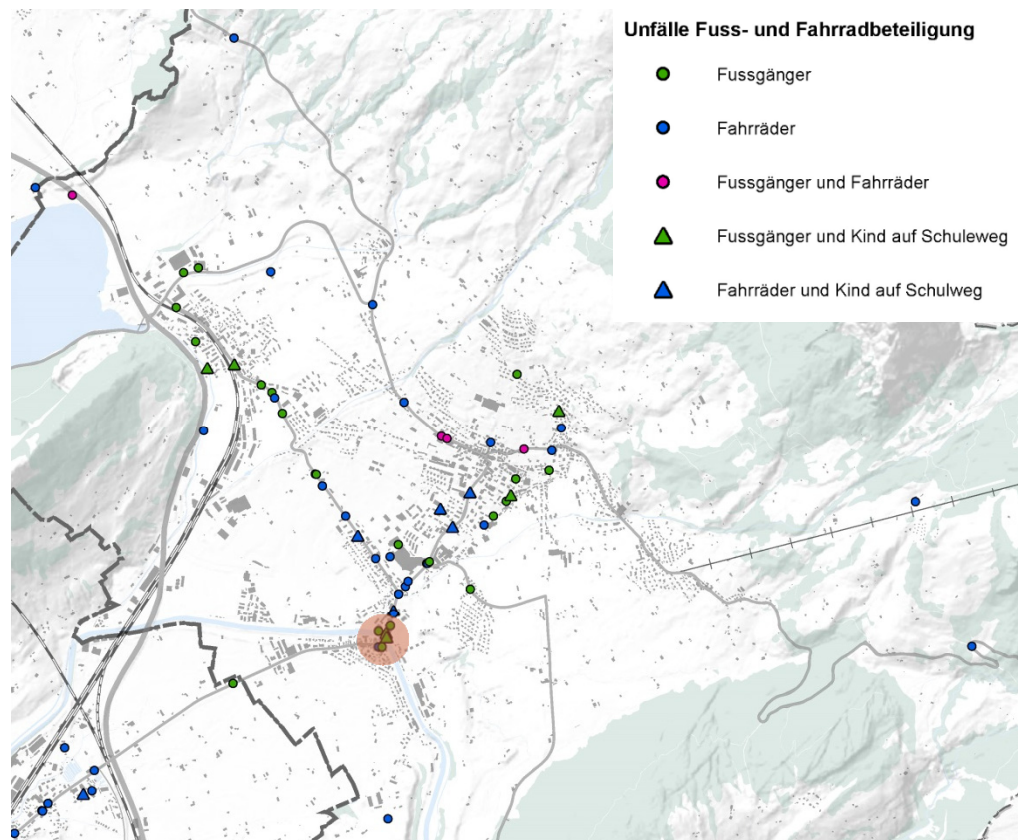 Unfälle Fuss- und Fahrradbeteiligung
Fussgänger
Fahrräder
Fussgänger und Fahrräder
Fussgänger und Kind auf Schuleweg
Fahrräder und Kind auf Schulweg